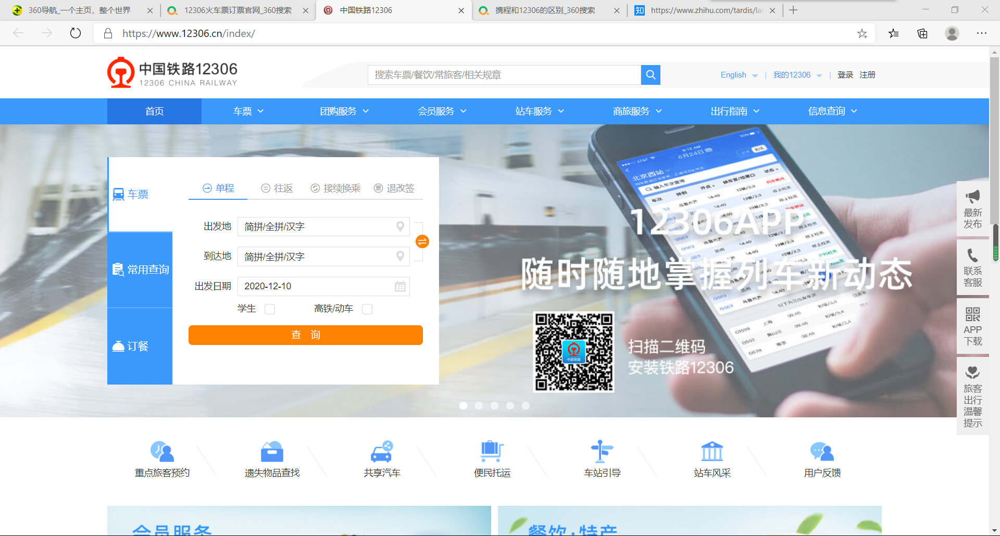 360导航_一个主页，整个世界
12306火车票订票官网_360搜索
中国铁路12306
携程和12306的区别_360搜索
https://www.zhihu.com/tardis/la
https://www.12306.cn/index/
中国铁路12306
12306 CHINA RAILWAY
搜索车票/餐饮/常旅客/相关规章
English
我的12306
登录 注册
首页
车票
团购服务
会员服务
站车服务
商旅服务
出行指南
信息查询
车票
常用查询
订餐
单程
往返
接续换乘
退改签
出发地 简拼/全拼/汉字
到达地 简拼/全拼/汉字
出发日期 2020-12-10
学生
高铁/动车
查 询
9:12 AM
6月24日
北京西站
12306APP
随时随地掌握列车新动态
扫描二维码
安装铁路12306
最新
发布
联系
客服
APP
下载
旅客
出行
温馨
提示
重点旅客预约
遗失物品查找
共享汽车
便民托运
车站引导
站车风采
用户反馈
会员服务
餐饮·特产